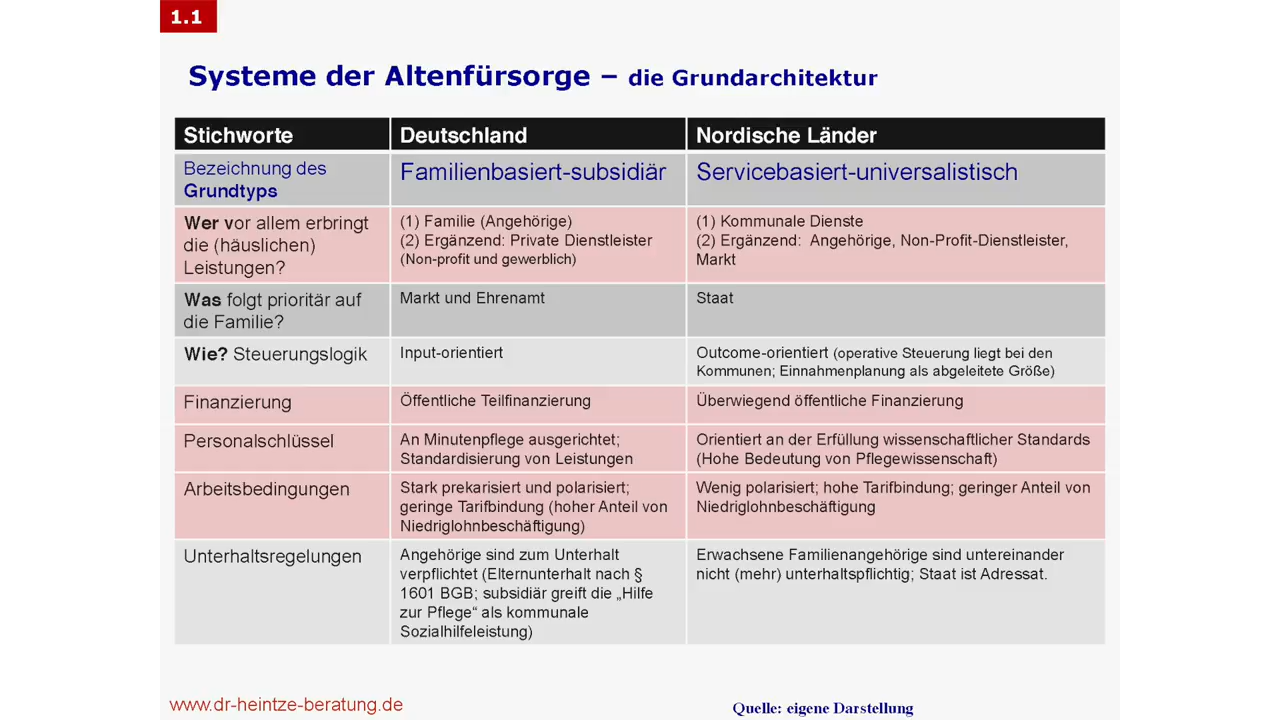 1.1
Systeme der Altenfürsorge – die Grundarchitektur
Stichworte
Deutschland
Nordische Länder
Bezeichnung des
Grundtyps
Familienbasiert-subsidiär
Servicebasiert-universalistisch
Wer vor allem erbringt
die (häuslichen)
Leistungen?
(1) Familie (Angehörige)
(2) Ergänzend: Private Dienstleister
(Non-profit und gewerblich)
(1) Kommunale Dienste
(2) Ergänzend: Angehörige, Non-Profit-Dienstleister,
Markt
Was folgt prioritär auf
die Familie?
Markt und Ehrenamt
Staat
Wie? Steuerungslogik
Input-orientiert
Outcome-orientiert (operative Steuerung liegt bei den
Kommunen; Einnahmenplanung als abgeleitete Größe)
Finanzierung
Öffentliche Teilfinanzierung
Überwiegend öffentliche Finanzierung
Personalschlüssel
An Minutenpflege ausgerichtet;
Standardisierung von Leistungen
Orientiert an der Erfüllung wissenschaftlicher Standards
(Hohe Bedeutung von Pflegewissenschaft)
Arbeitsbedingungen
Stark prekarisiert und polarisiert;
geringe Tarifbindung (hoher Anteil von
Niedriglohnbeschäftigung)
Wenig polarisiert; hohe Tarifbindung; geringer Anteil von
Niedriglohnbeschäftigung
Unterhaltsregelungen
Angehörige sind zum Unterhalt
verpflichtet (Elternunterhalt nach §
1601 BGB; subsidiär greift die „Hilfe
zur Pflege“ als kommunale
Sozialhilfeleistung)
Erwachsene Familienangehörige sind untereinander
nicht (mehr) unterhaltspflichtig; Staat ist Adressat.
www.dr-heintze-beratung.de
Quelle: eigene Darstellung